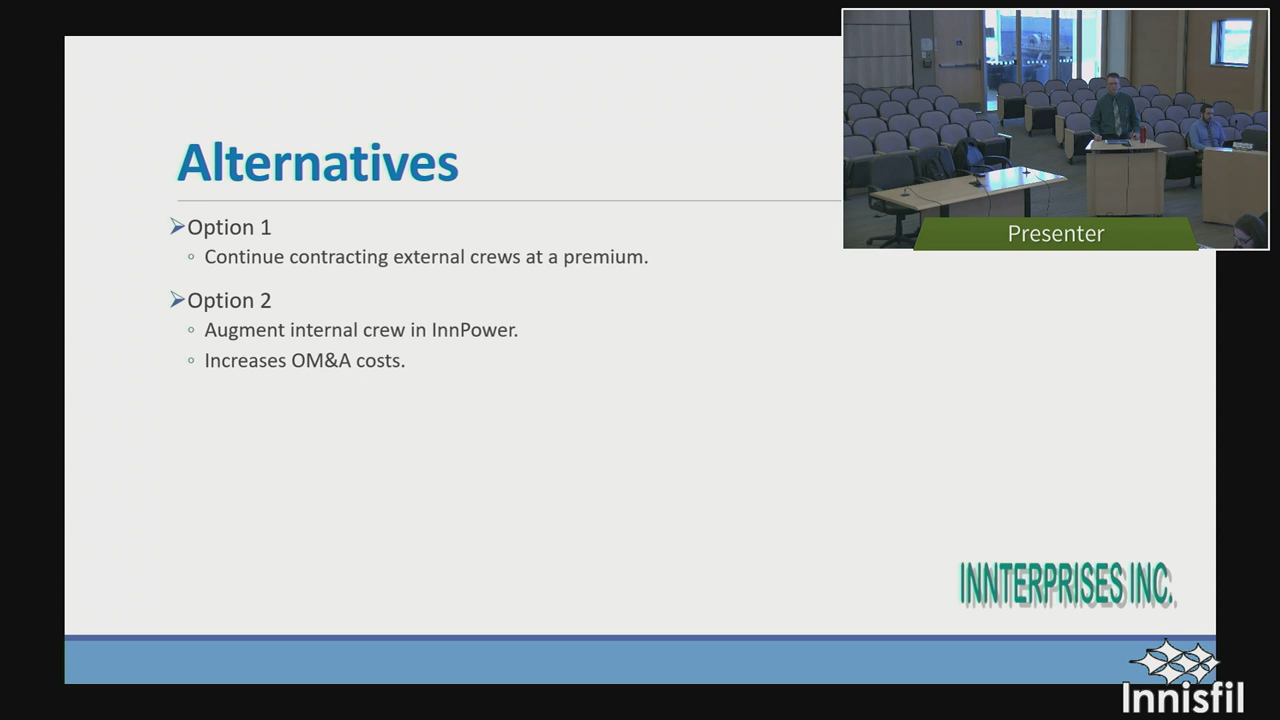 Alternatives
Option 1
Continue contracting external crews at a premium.
Option 2
Augment internal crew in InnPower.
Increases OM&A costs.
Presenter
INNTERPRISES INC.
Innisfil